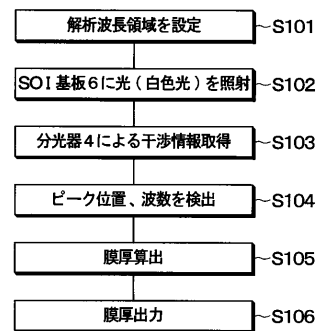 解析波長領域を設定 ~S101
SOI基板6に光(白色光)を照射 ~S102
分光器4による干渉情報取得 ~S103
ピーク位置、波数を検出 ~S104
膜厚算出 ~S105
膜厚出力 ~S106